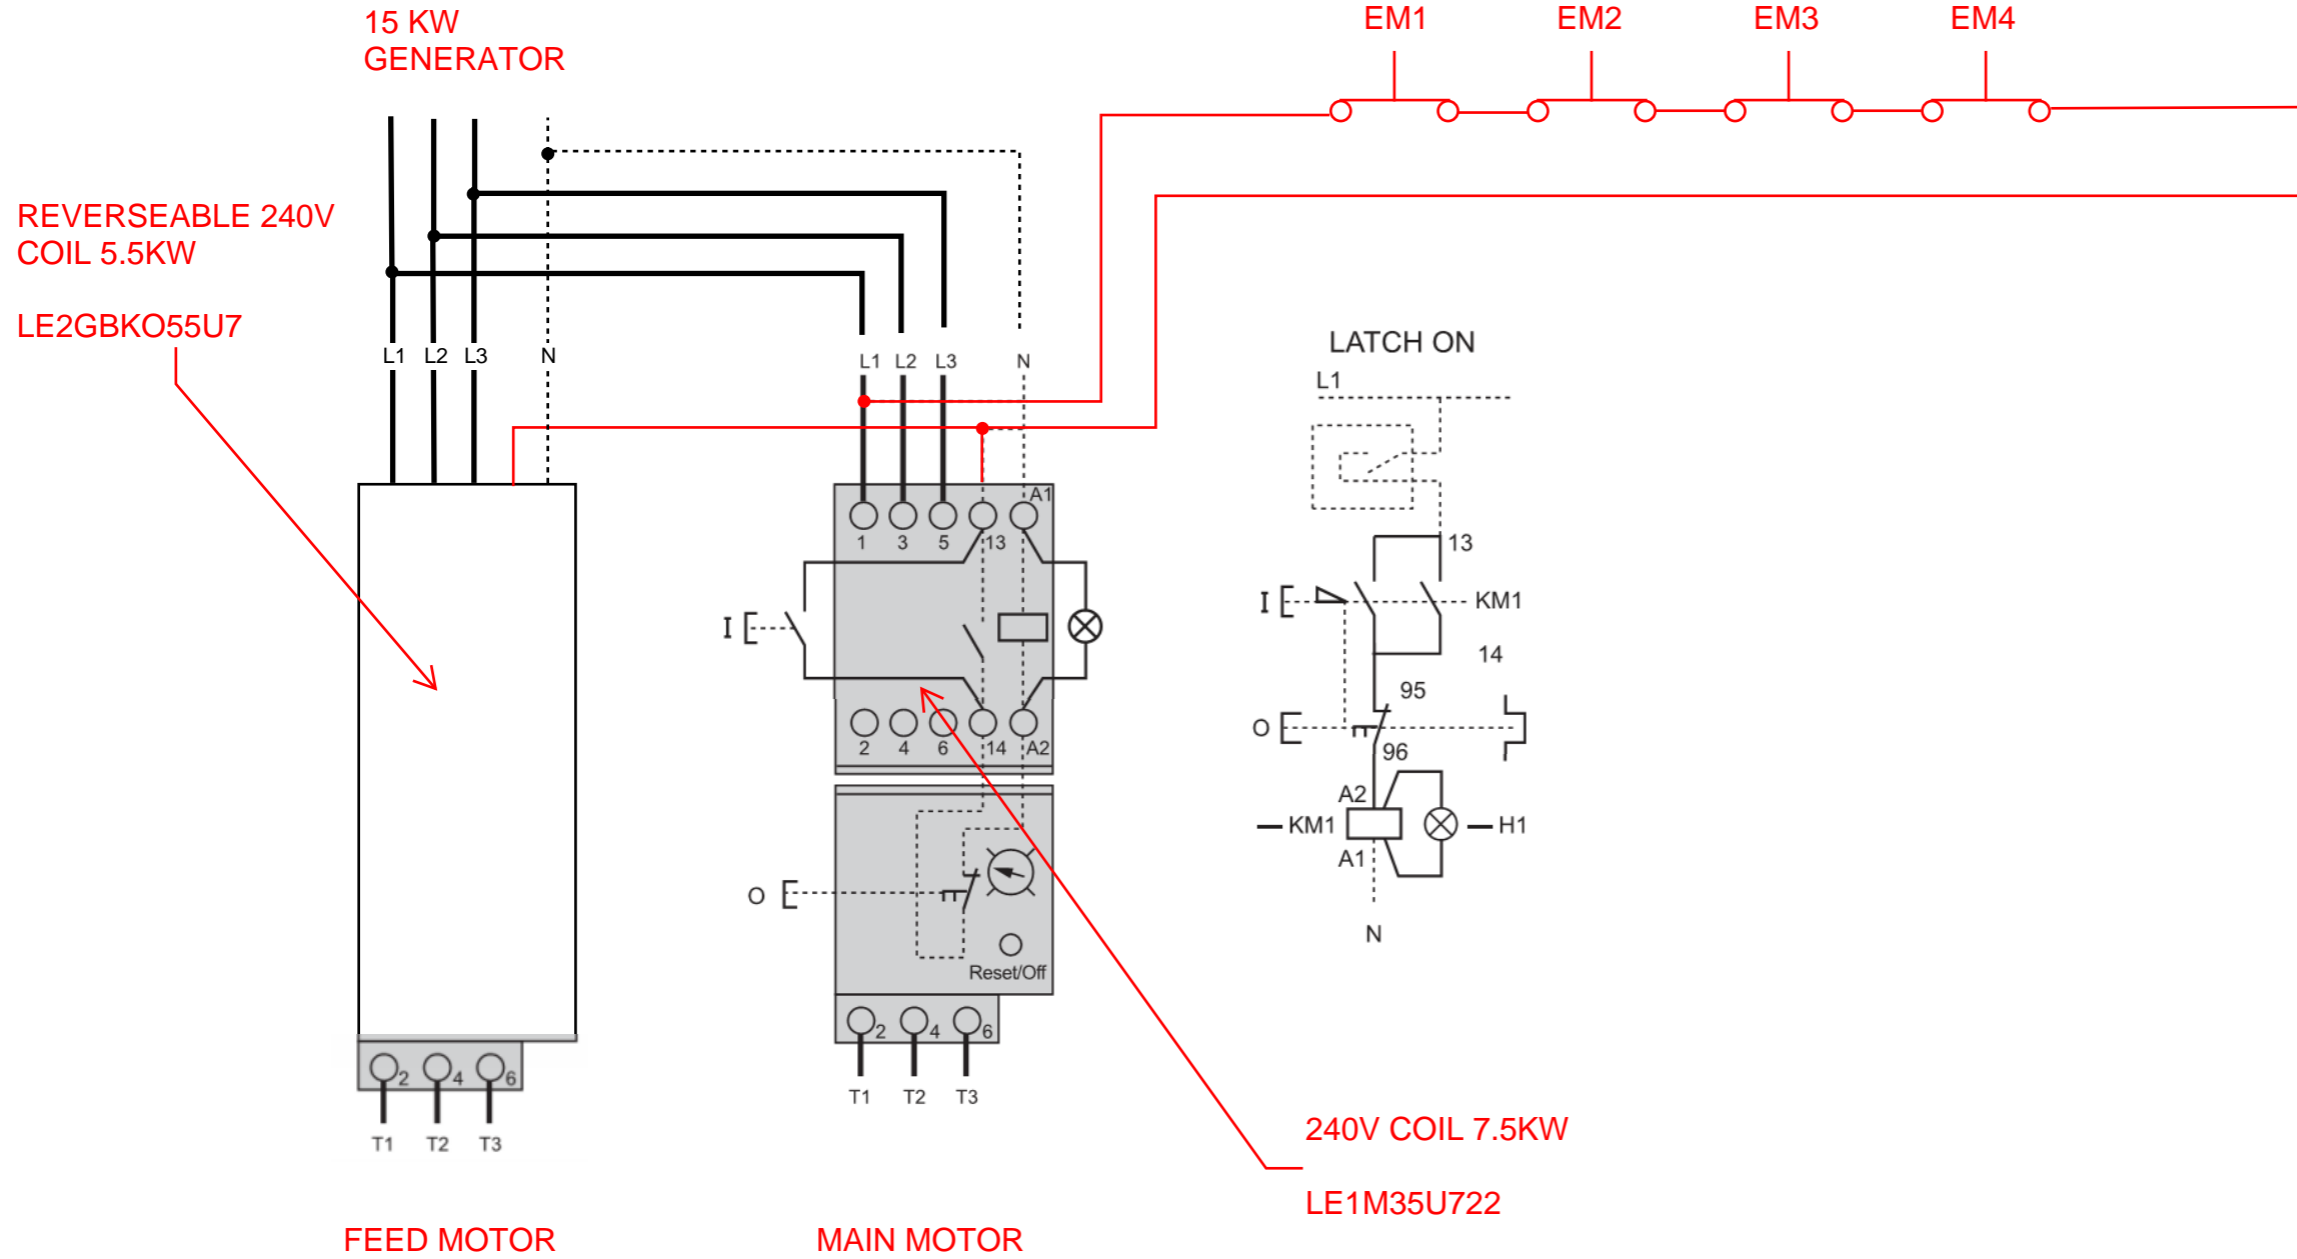 15 KW
GENERATOR
EM1 EM2 EM3 EM4
REVERSEABLE 240V
COIL 5.5KW
LE2GBKO55U7
L1 L2 L3 N
L1 L2 L3 N
LATCH ON
L1
A1
1 3 5 13
13
I
KM1
I
14
95
2 4 6 14 A2
O
96
A2
KM1
H1
A1
O
N
Reset/Off
2 4 6
T1 T2 T3
2 4 6
T1 T2 T3
240V COIL 7.5KW
LE1M35U722
FEED MOTOR
MAIN MOTOR